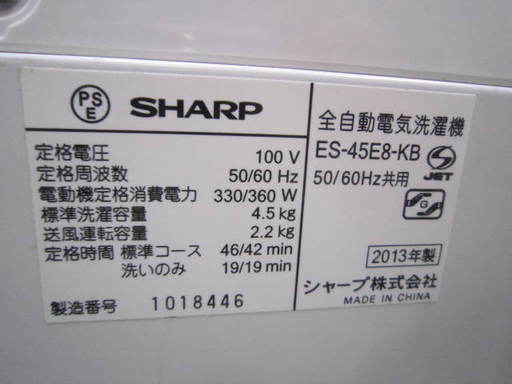 PS
E
SHARP
定格電圧 100 V
定格周波数 50/60 Hz
電動機定格消費電力 330/360 W
標準洗濯容量 4.5 kg
送風運転容量 2.2 kg
定格時間 標準コース 46/42 min
洗いのみ 19/19 min
製造番号 1018446
全自動電気洗濯機
ES-45E8-KB
50/60Hz共用
S
JET
G
2013年製
シャープ株式会社
MADE IN CHINA